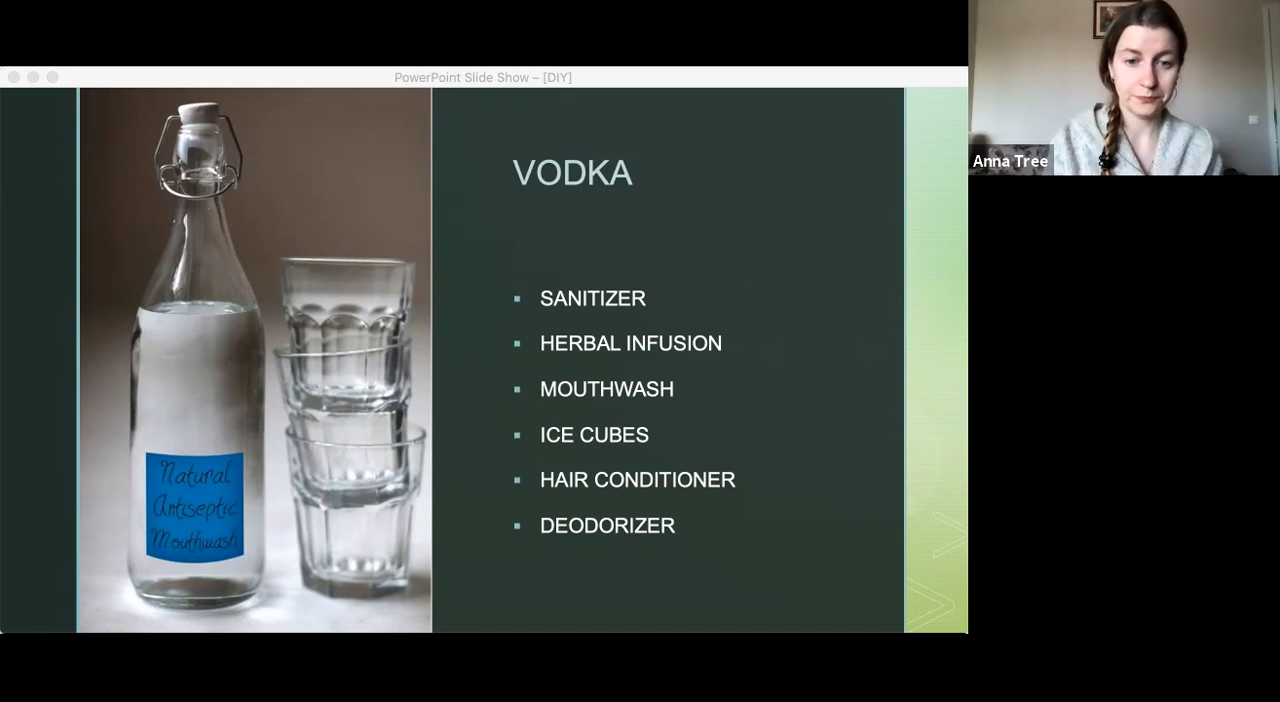 PowerPoint Slide Show – [DIY]
Anna Tree
VODKA
SANITIZER
HERBAL INFUSION
MOUTHWASH
ICE CUBES
HAIR CONDITIONER
DEODORIZER
Natural
Antiseptic
Mouthwash